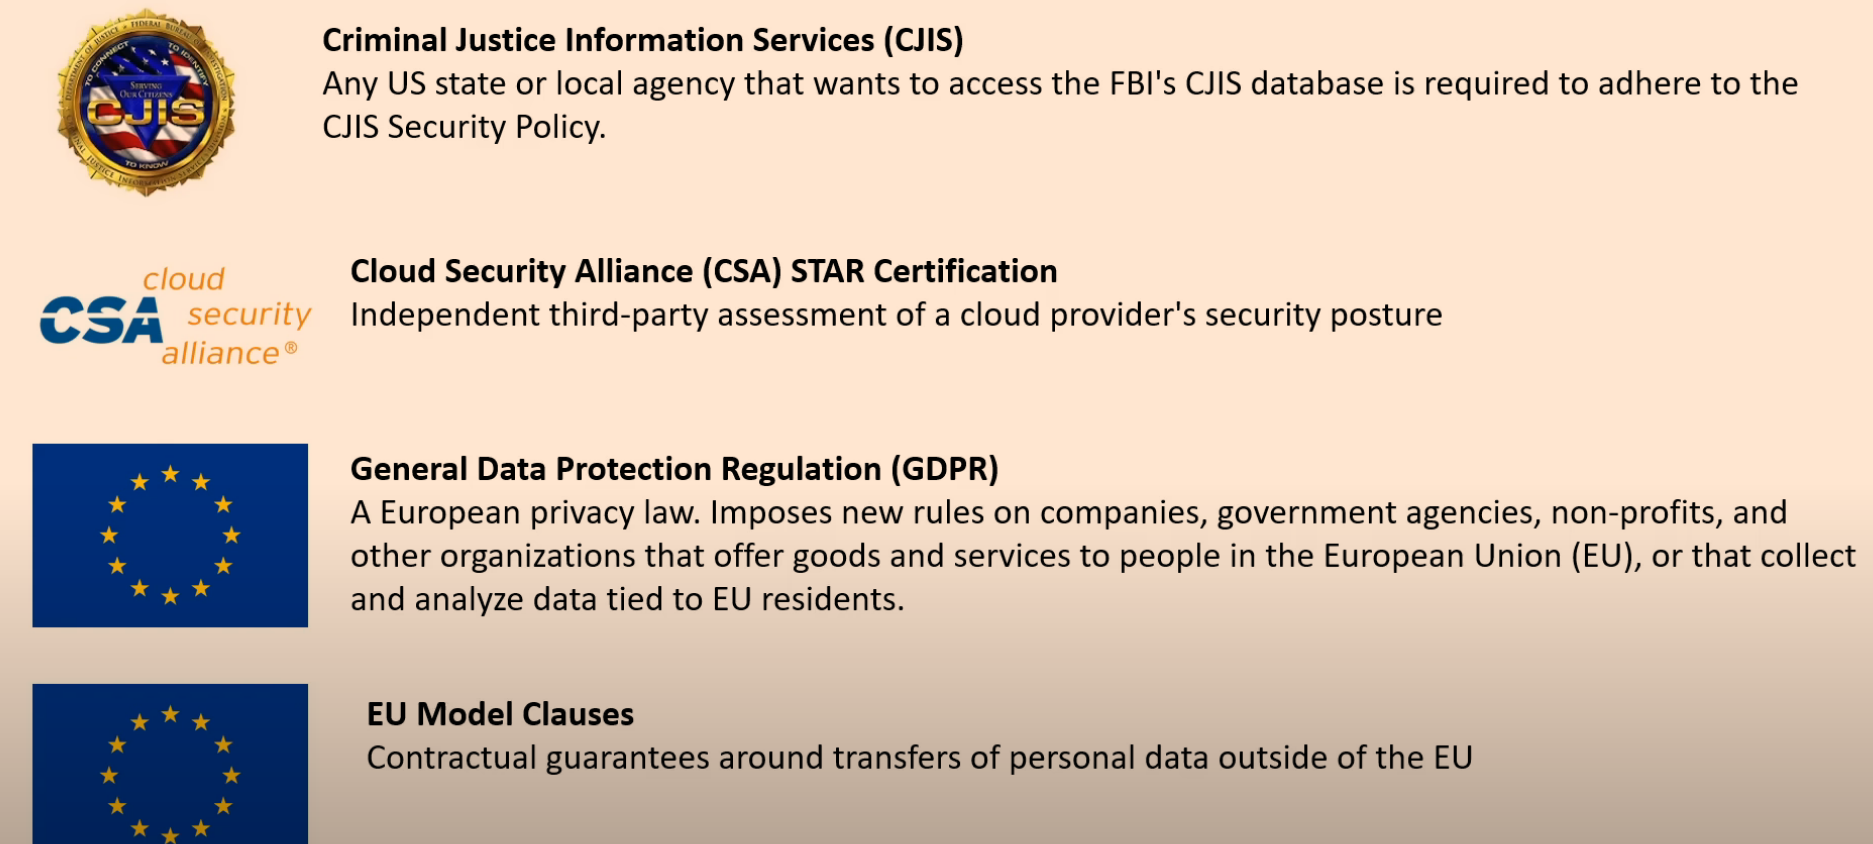 TO CONNECT
TO IDENTIFY
SERVING
OUR CITIZENS
CJIS
TO KNOW
Criminal Justice Information Services (CJIS)
Any US state or local agency that wants to access the FBI's CJIS database is required to adhere to the
CJIS Security Policy.
cloud
CSA security
alliance®
Cloud Security Alliance (CSA) STAR Certification
Independent third-party assessment of a cloud provider's security posture
General Data Protection Regulation (GDPR)
A European privacy law. Imposes new rules on companies, government agencies, non-profits, and
other organizations that offer goods and services to people in the European Union (EU), or that collect
and analyze data tied to EU residents.
EU Model Clauses
Contractual guarantees around transfers of personal data outside of the EU